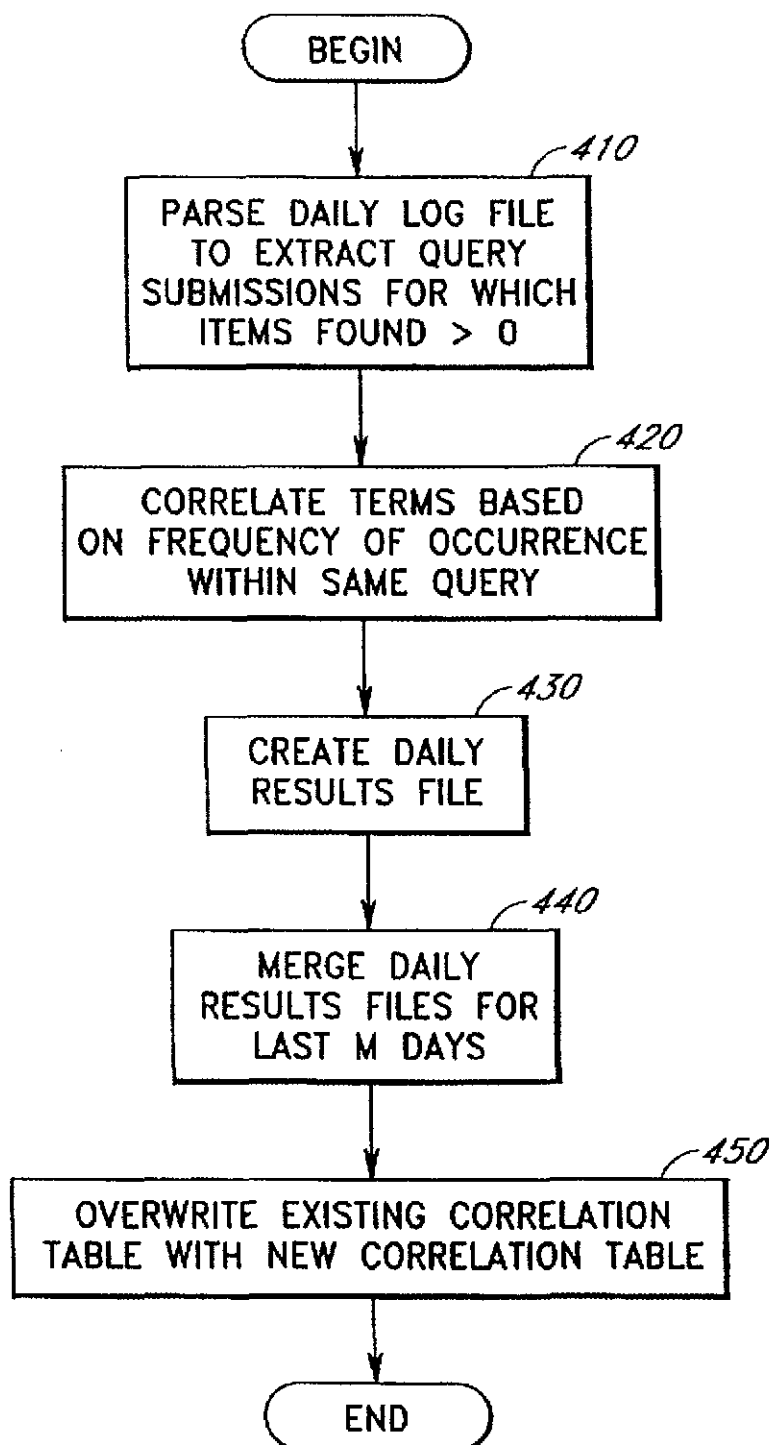 BEGIN
410
PARSE DAILY LOG FILE
TO EXTRACT QUERY
SUBMISSIONS FOR WHICH
ITEMS FOUND > 0
420
CORRELATE TERMS BASED
ON FREQUENCY OF OCCURRENCE
WITHIN SAME QUERY
430
CREATE DAILY
RESULTS FILE
440
MERGE DAILY
RESULTS FILES FOR
LAST M DAYS
450
OVERWRITE EXISTING CORRELATION
TABLE WITH NEW CORRELATION TABLE
END